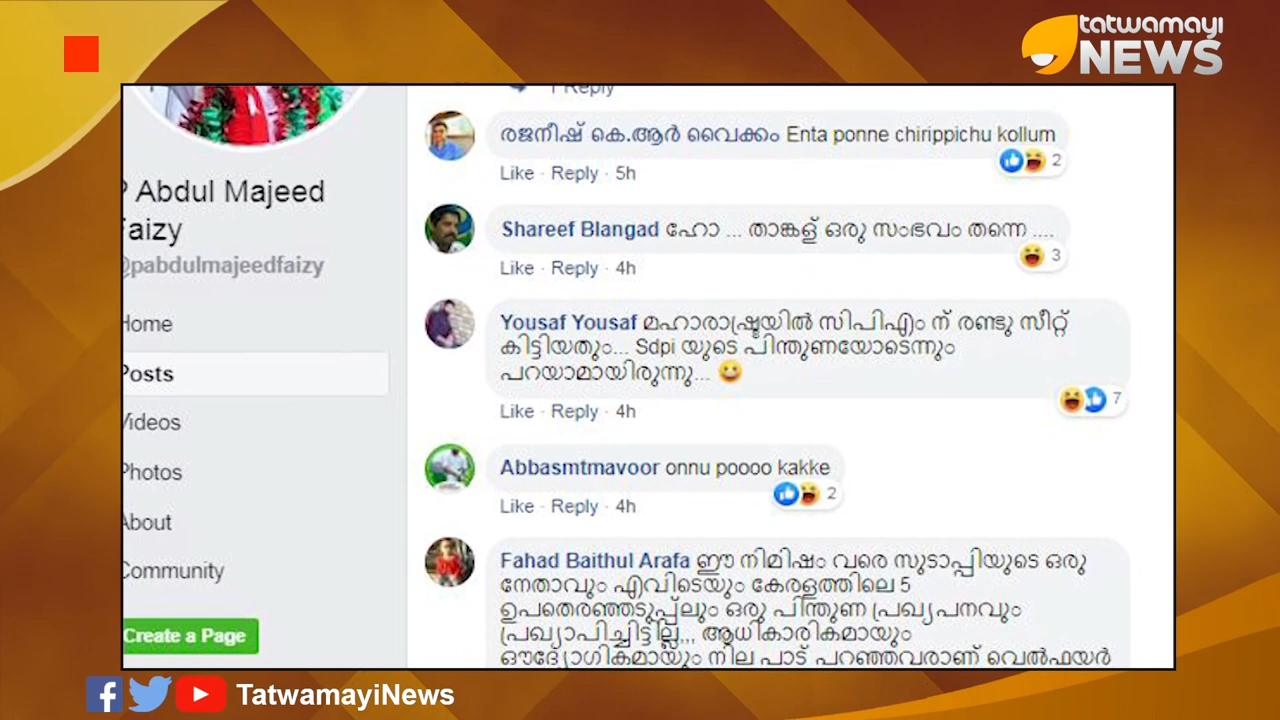 tatwamayi
NEWS
1 Reply
P Abdul Majeed
Faizy
@pabdulmajeedfaizy
Home
Posts
Videos
Photos
About
Community
Create a Page
രജനീഷ് കെ.ആർ വൈക്കം Enta ponne chirippichu kollum
2
Like · Reply · 5h
Shareef Blangad ഹോ ... താങ്കള് ഒരു സംഭവം തന്നെ ....
3
Like · Reply · 4h
Yousaf Yousaf മഹാരാഷ്ട്രയിൽ സിപിഎം ന് രണ്ടു സീറ്റ്
കിട്ടിയതും... Sdpi യുടെ പിന്തുണയോടെന്നും
പറയാമായിരുന്നു... 😀
7
Like · Reply · 4h
Abbasmtmavoor onnu poooo kakke
2
Like · Reply · 4h
Fahad Baithul Arafa ഈ നിമിഷം വരെ സുടാപ്പിയുടെ ഒരു
നേതാവും എവിടെയും കേരളത്തിലെ 5
ഉപതെരഞ്ഞടുപ്പ്ലും ഒരു പിന്തുണ പ്രഖ്യപനവും
പ്രഖ്യാപിച്ചിട്ടില്ല,,, ആധികാരികമായും
ഔദ്യോഗികമായും നില പാട് പറഞ്ഞവരാണ് വെൽഫയർ
TatwamayiNews